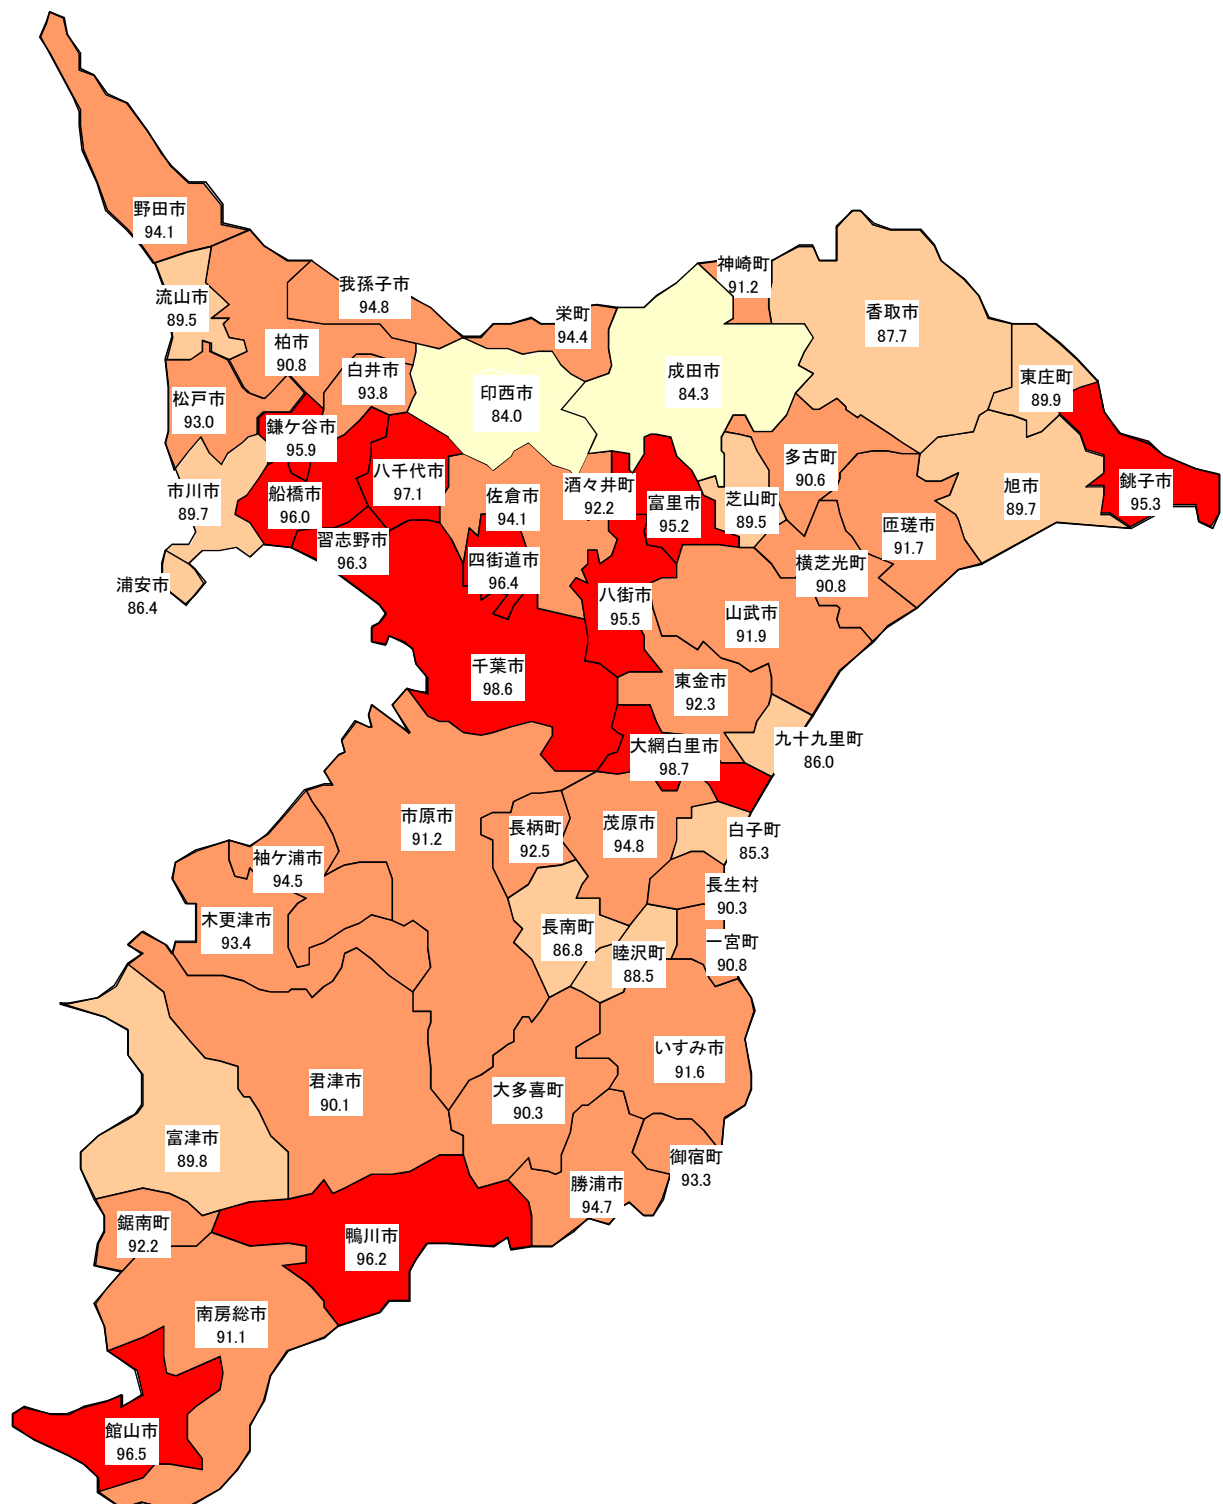 野田市
94.1
流山市
89.5
我孫子市
94.8
柏市
90.8
栄町
94.4
神崎町
91.2
香取市
87.7
白井市
93.8
印西市
84.0
成田市
84.3
東庄町
89.9
松戸市
93.0
鎌ケ谷市
95.9
八千代市
97.1
佐倉市
94.1
酒々井町
92.2
富里市
95.2
芝山町
89.5
多古町
90.6
旭市
89.7
銚子市
95.3
市川市
89.7
船橋市
96.0
習志野市
96.3
四街道市
96.4
匝瑳市
91.7
横芝光町
90.8
浦安市
86.4
八街市
95.5
山武市
91.9
千葉市
98.6
東金市
92.3
大網白里市
98.7
九十九里町
86.0
市原市
91.2
長柄町
92.5
茂原市
94.8
白子町
85.3
袖ケ浦市
94.5
長生村
90.3
木更津市
93.4
長南町
86.8
睦沢町
88.5
一宮町
90.8
いすみ市
91.6
君津市
90.1
大多喜町
90.3
富津市
89.8
御宿町
93.3
勝浦市
94.7
鋸南町
92.2
鴨川市
96.2
南房総市
91.1
館山市
96.5